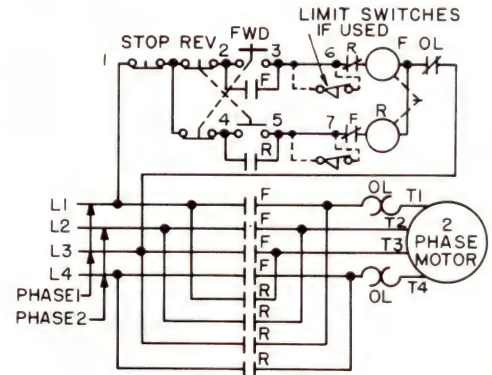 LIMIT SWITCHES
IF USED
FWD
STOP REV
1 2 3 6 R F OL
F
R
4 5 7 F
R
L1 F OL T1
L2 F T2
L3 F T3
L4 F T4
OL
2
PHASE
MOTOR
PHASE1
PHASE2
R
R
R
R